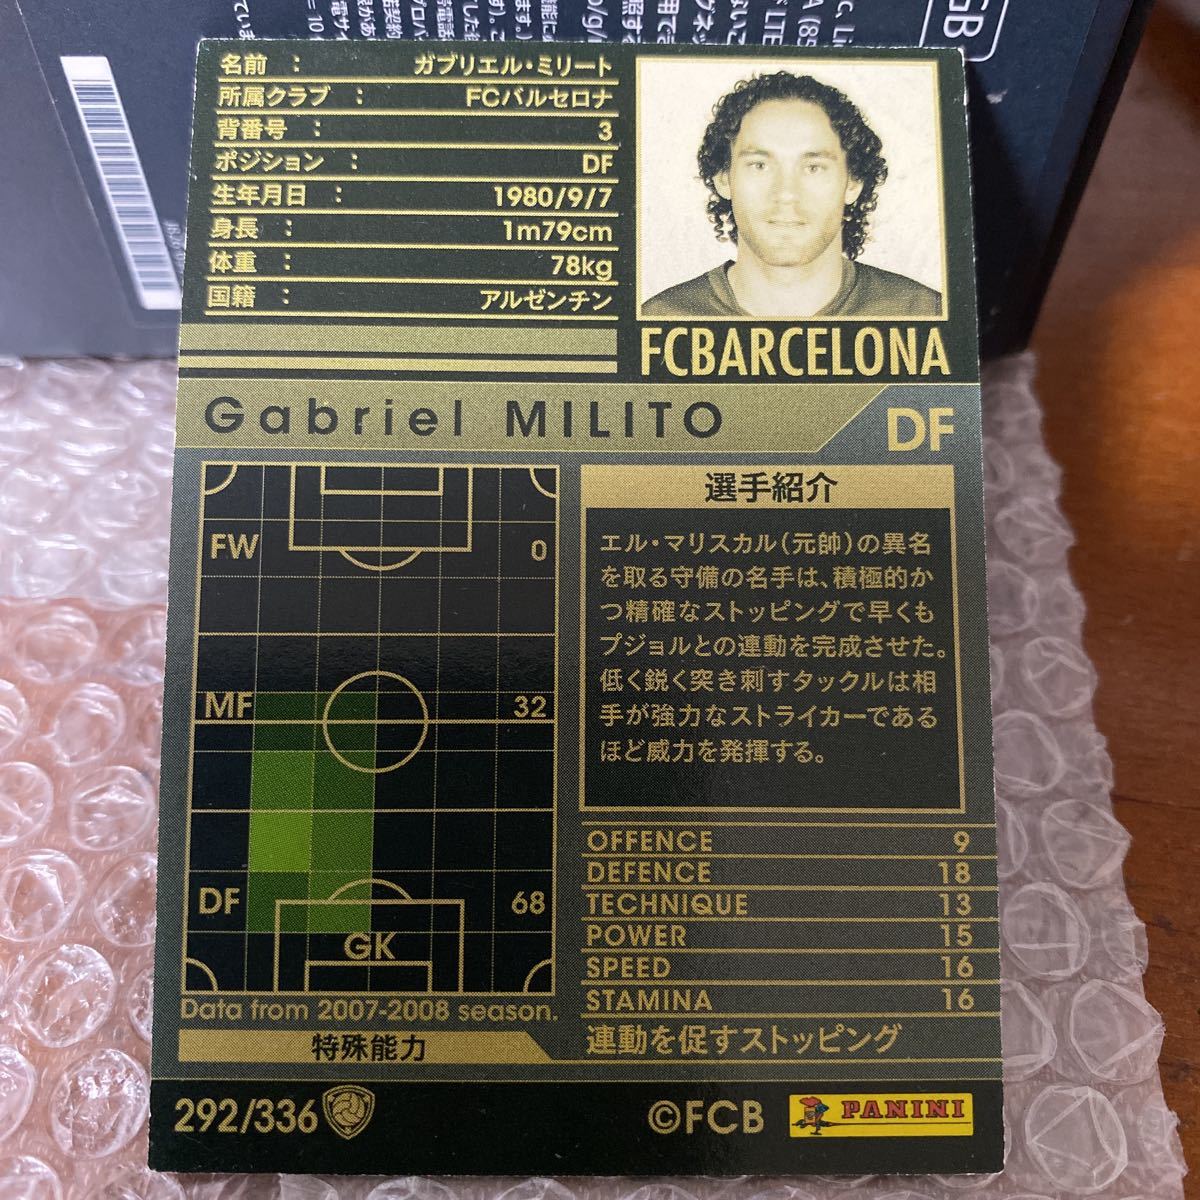 名前 : ガブリエル・ミリート
所属クラブ : FCバルセロナ
背番号 : 3
ポジション : DF
生年月日 : 1980/9/7
身長 : 1m79cm
体重 : 78kg
国籍 : アルゼンチン
FCBARCELONA
Gabriel MILITO
DF
FW 0
MF 32
DF 68
GK
Data from 2007-2008 season.
選手紹介
エル・マリスカル(元帥)の異名
を取る守備の名手は、積極的か
つ精確なストッピングで早くも
プジョルとの連動を完成させた。
低く鋭く突き刺すタックルは相
手が強力なストライカーである
ほど威力を発揮する。
OFFENCE 9
DEFENCE 18
TECHNIQUE 13
POWER 15
SPEED 16
STAMINA 16
特殊能力
連動を促すストッピング
292/336
©FCB
PANINI